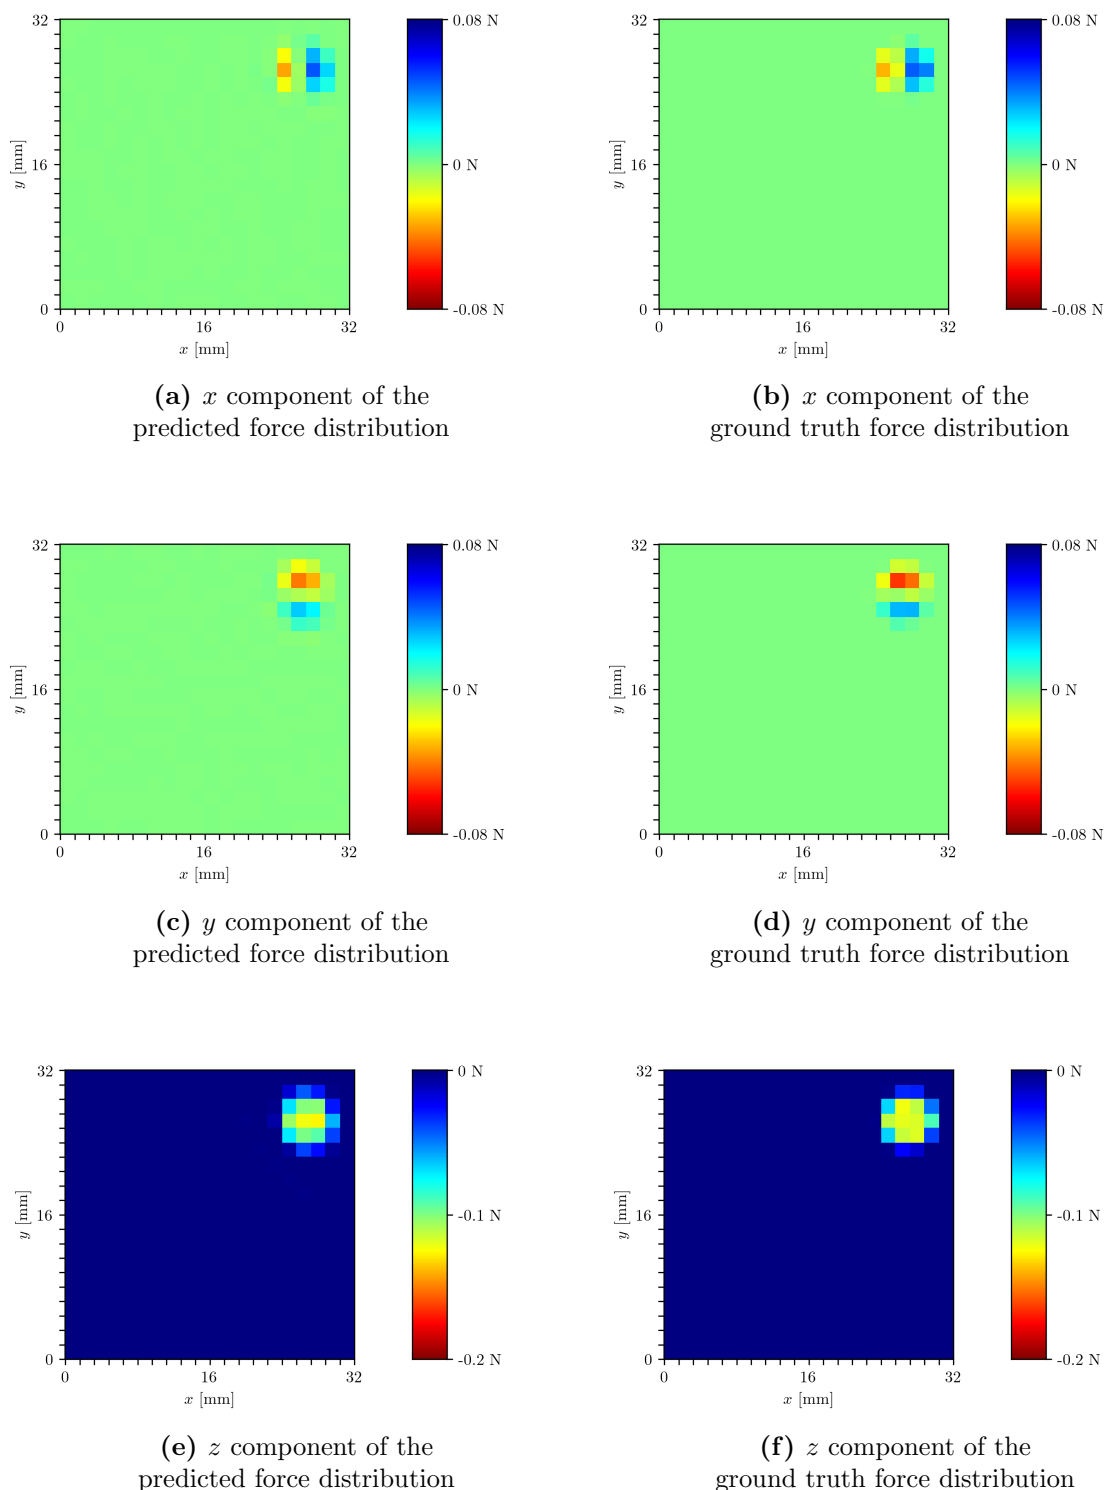 32
16
0
y [mm]
0 16 32
x [mm]
0.08 N
0 N
-0.08 N
32
16
0
y [mm]
0 16 32
x [mm]
0.08 N
0 N
-0.08 N
(a) x component of the
predicted force distribution
(b) x component of the
ground truth force distribution
32
16
0
y [mm]
0 16 32
x [mm]
0.08 N
0 N
-0.08 N
32
16
0
y [mm]
0 16 32
x [mm]
0.08 N
0 N
-0.08 N
(c) y component of the
predicted force distribution
(d) y component of the
ground truth force distribution
32
16
0
y [mm]
0 16 32
x [mm]
0 N
-0.1 N
-0.2 N
32
16
0
y [mm]
0 16 32
x [mm]
0 N
-0.1 N
-0.2 N
(e) z component of the
predicted force distribution
(f) z component of the
ground truth force distribution